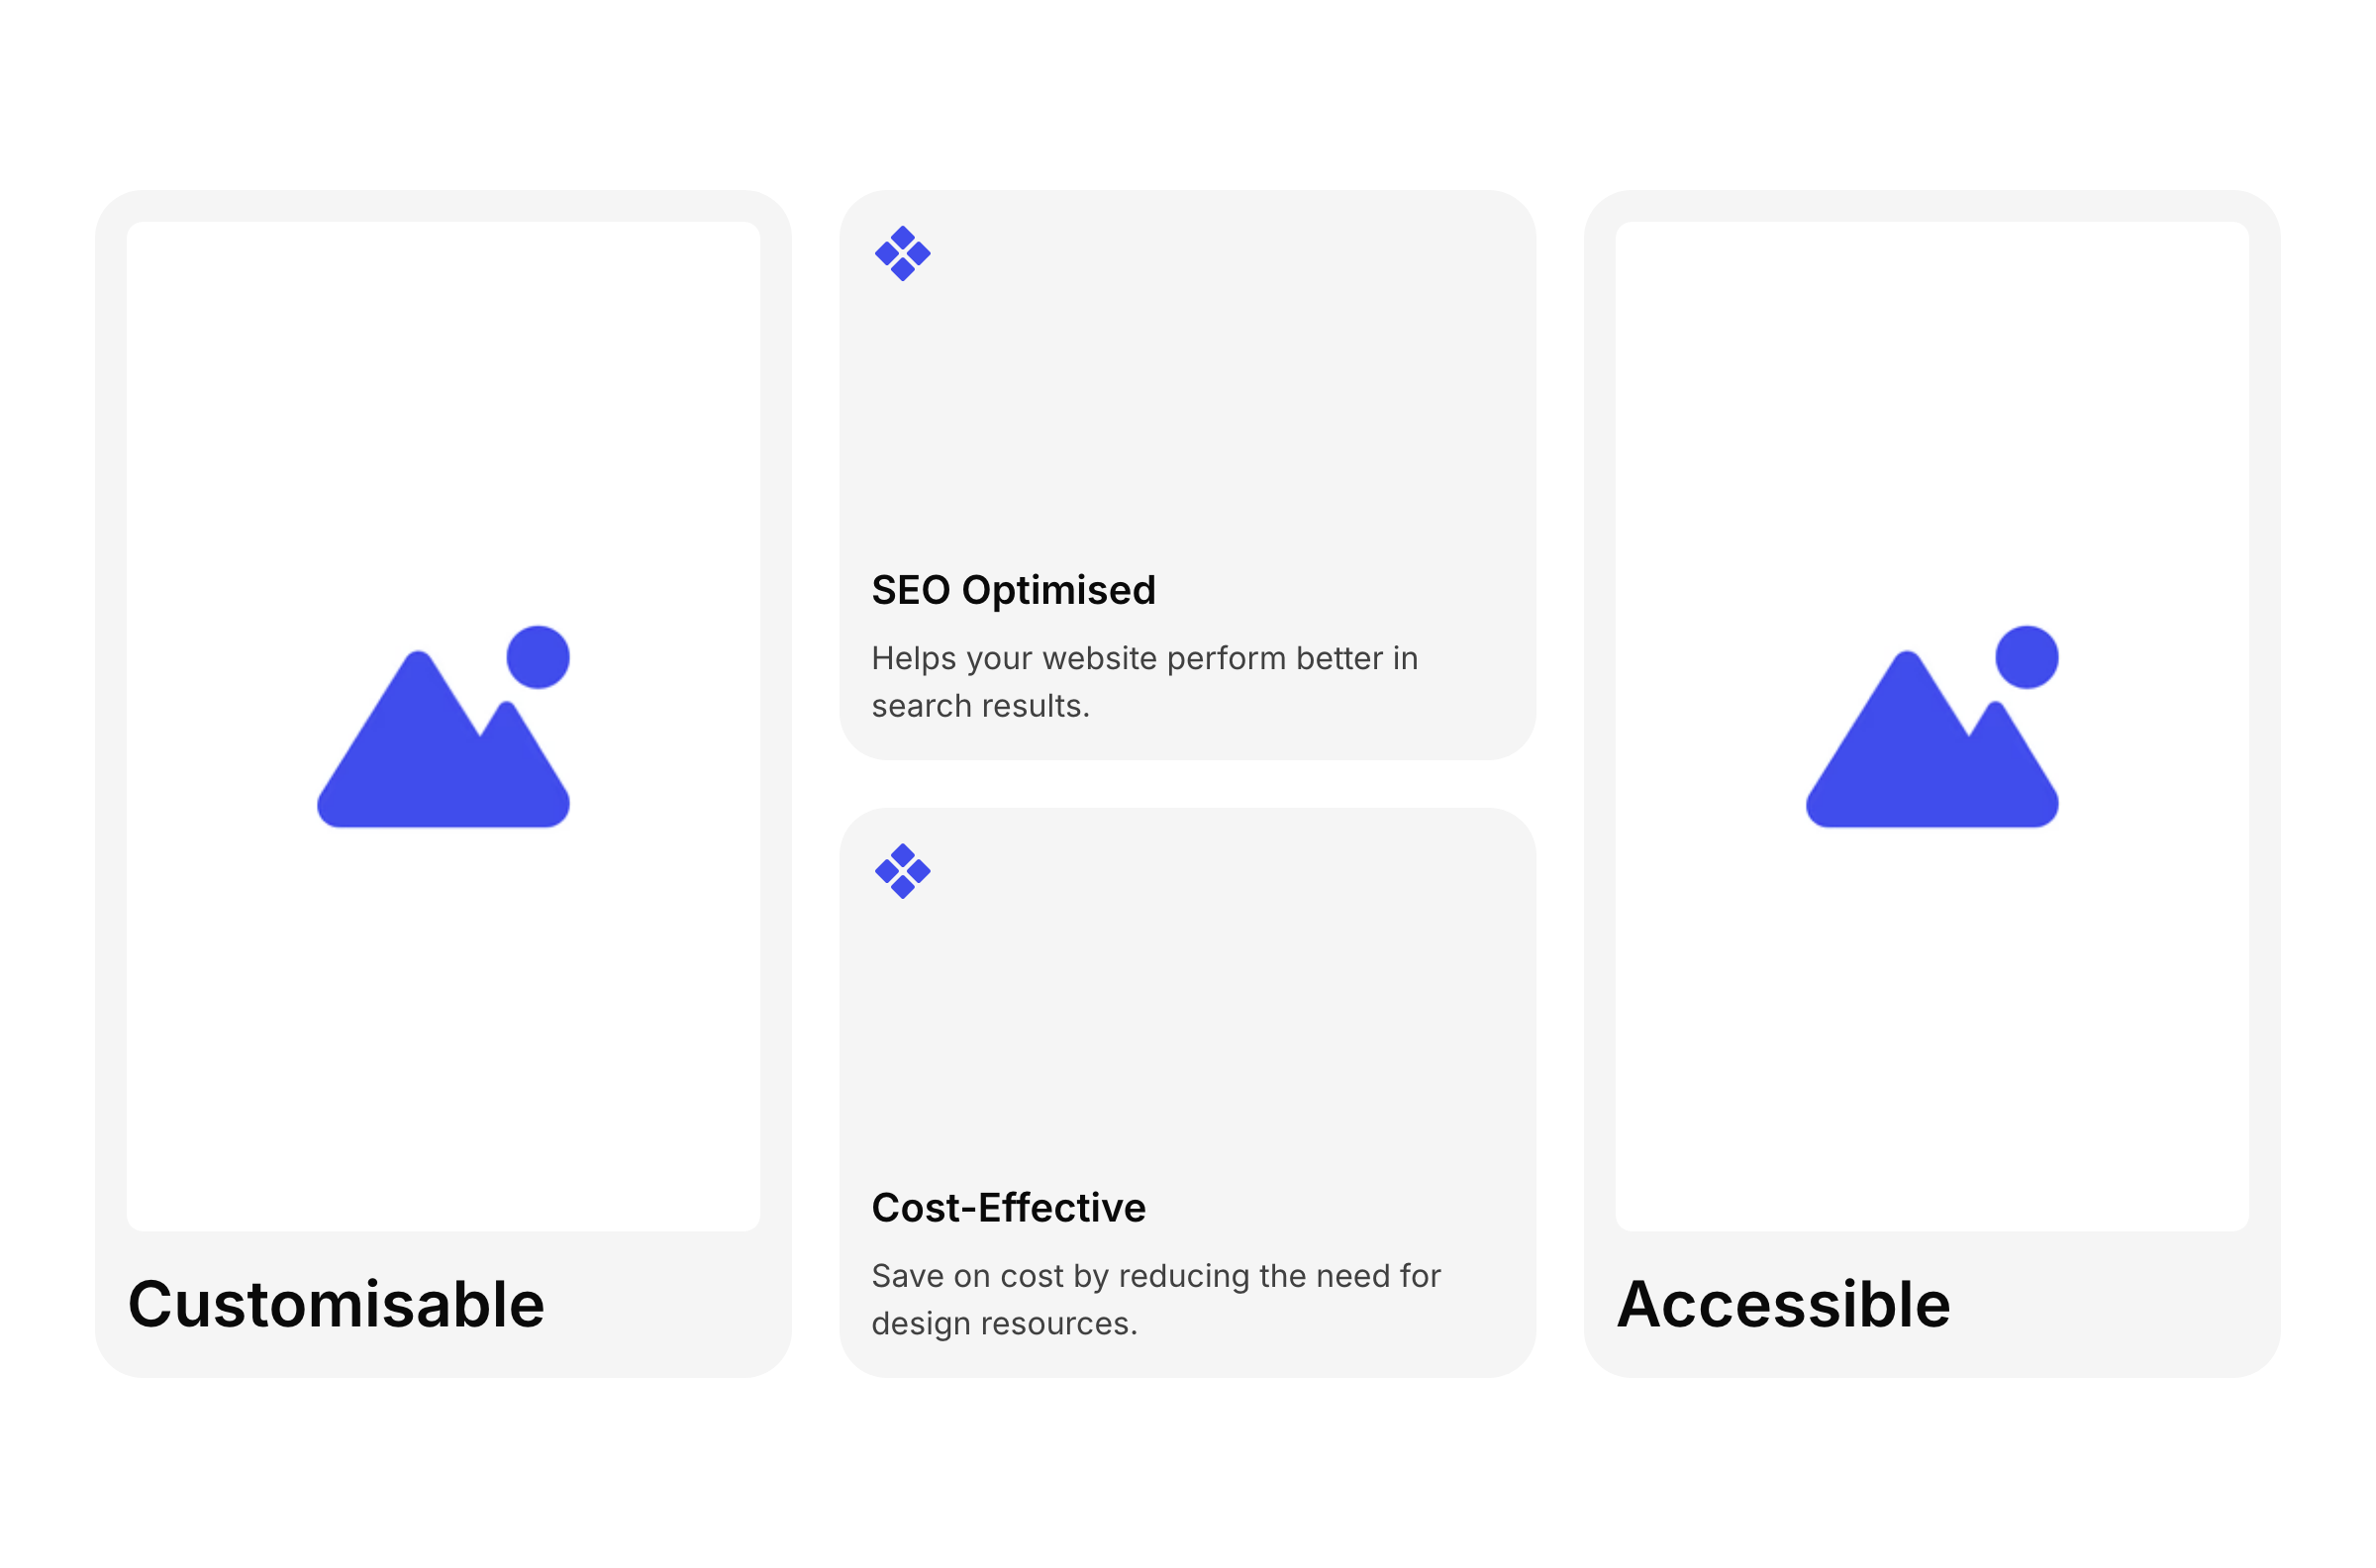 Customisable
SEO Optimised
Helps your website perform better in
search results.
Cost-Effective
Save on cost by reducing the need for
design resources.
Accessible